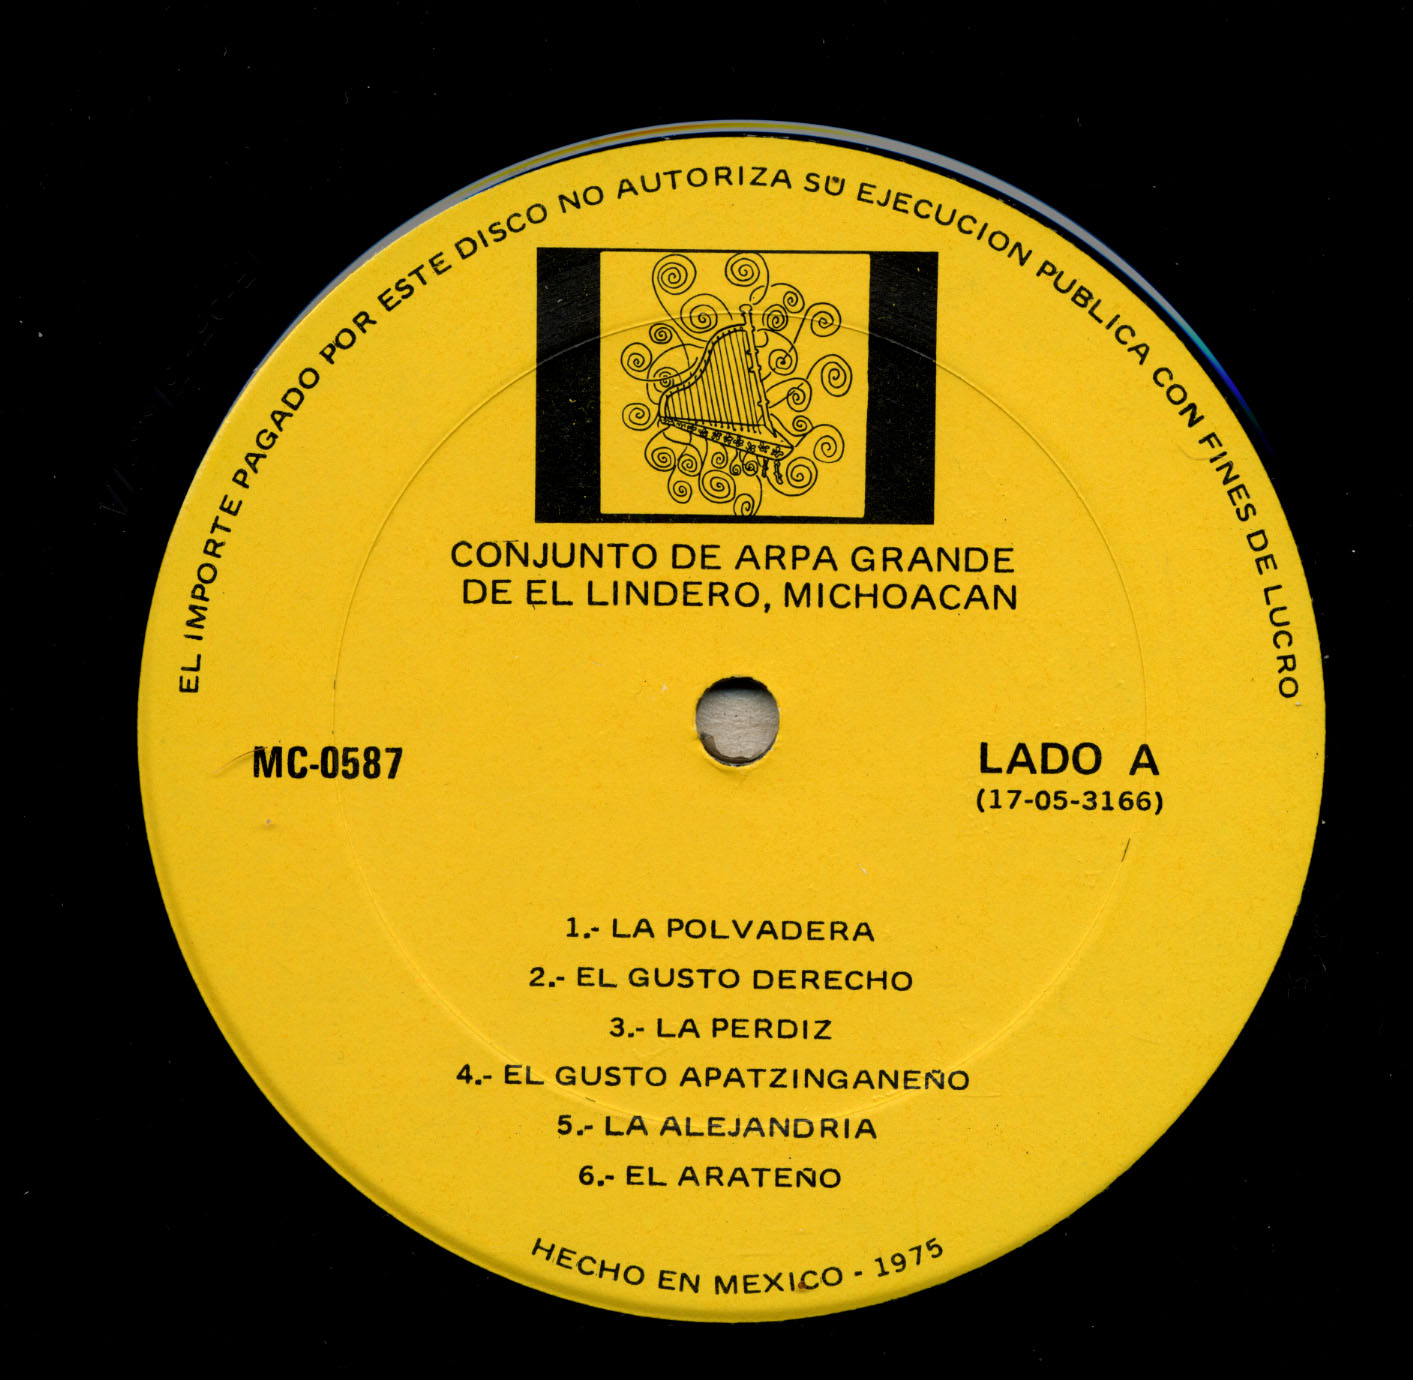 EL IMPORTE PAGADO POR ESTE DISCO NO AUTORIZA SU EJECUCION PUBLICA CON FINES DE LUCRO
CONJUNTO DE ARPA GRANDE
DE EL LINDERO, MICHOACAN
MC-0587
LADO A
(17-05-3166)
1.- LA POLVADERA
2.- EL GUSTO DERECHO
3.- LA PERDIZ
4.- EL GUSTO APATZINGANEÑO
5.- LA ALEJANDRIA
6.- EL ARATEÑO
HECHO EN MEXICO - 1975